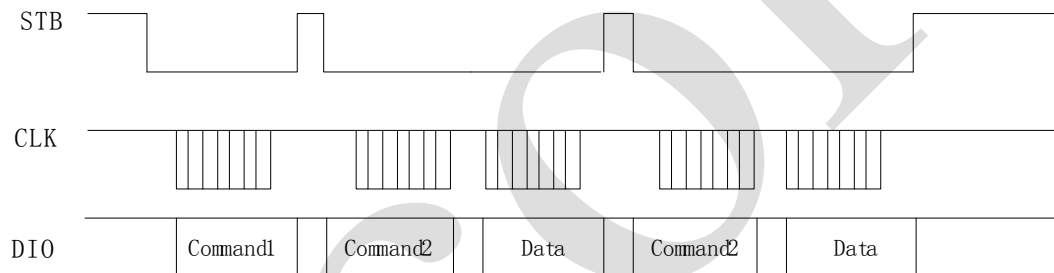 STB
CLK
DIO
Command1
Command2
Data
Command2
Data